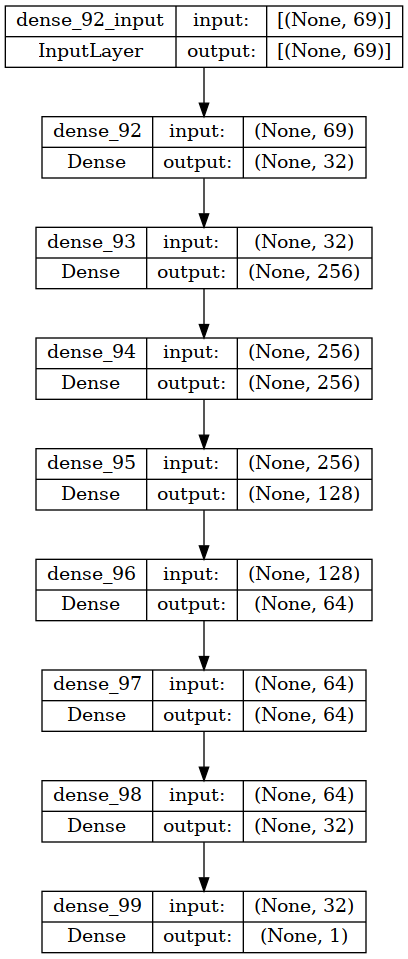 dense_92_input input: [(None, 69)]
InputLayer output: [(None, 69)]
dense_92 input: (None, 69)
Dense output: (None, 32)
dense_93 input: (None, 32)
Dense output: (None, 256)
dense_94 input: (None, 256)
Dense output: (None, 256)
dense_95 input: (None, 256)
Dense output: (None, 128)
dense_96 input: (None, 128)
Dense output: (None, 64)
dense_97 input: (None, 64)
Dense output: (None, 64)
dense_98 input: (None, 64)
Dense output: (None, 32)
dense_99 input: (None, 32)
Dense output: (None, 1)